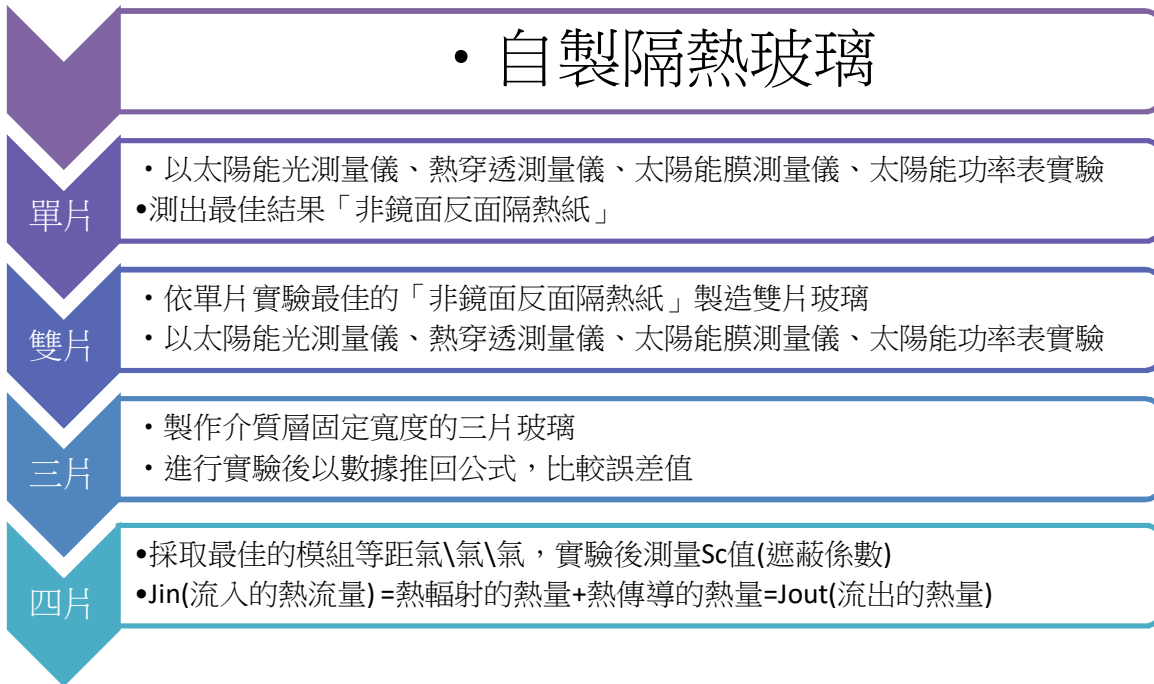 ・自製隔熱玻璃
單片
・以太陽能光測量儀、熱穿透測量儀、太陽能膜測量儀、太陽能功率表實驗
•測出最佳結果「非鏡面反面隔熱紙」
雙片
・依單片實驗最佳的「非鏡面反面隔熱紙」製造雙片玻璃
・以太陽能光測量儀、熱穿透測量儀、太陽能膜測量儀、太陽能功率表實驗
三片
・製作介質層固定寬度的三片玻璃
・進行實驗後以數據推回公式，比較誤差值
四片
•採取最佳的模組等距氣\氣\氣，實驗後測量Sc值(遮蔽係數)
•Jin(流入的熱流量) =熱輻射的熱量+熱傳導的熱量=Jout(流出的熱量)